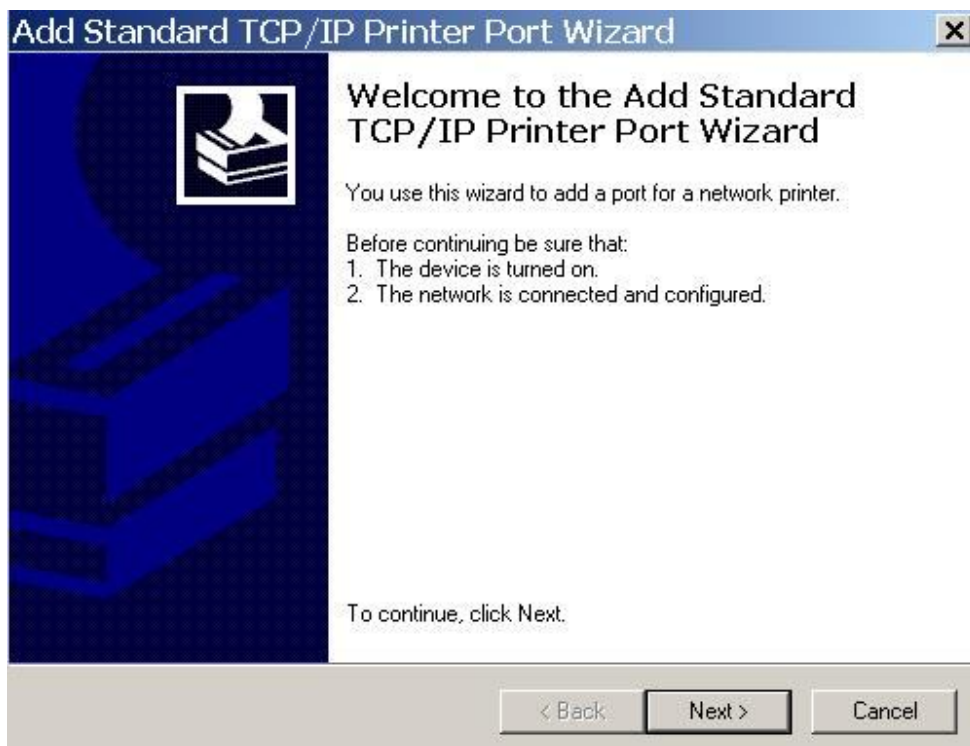 Add Standard TCP/IP Printer Port Wizard
Welcome to the Add Standard
TCP/IP Printer Port Wizard
You use this wizard to add a port for a network printer.
Before continuing be sure that:
1. The device is turned on.
2. The network is connected and configured.
To continue, click Next.
< Back Next > Cancel